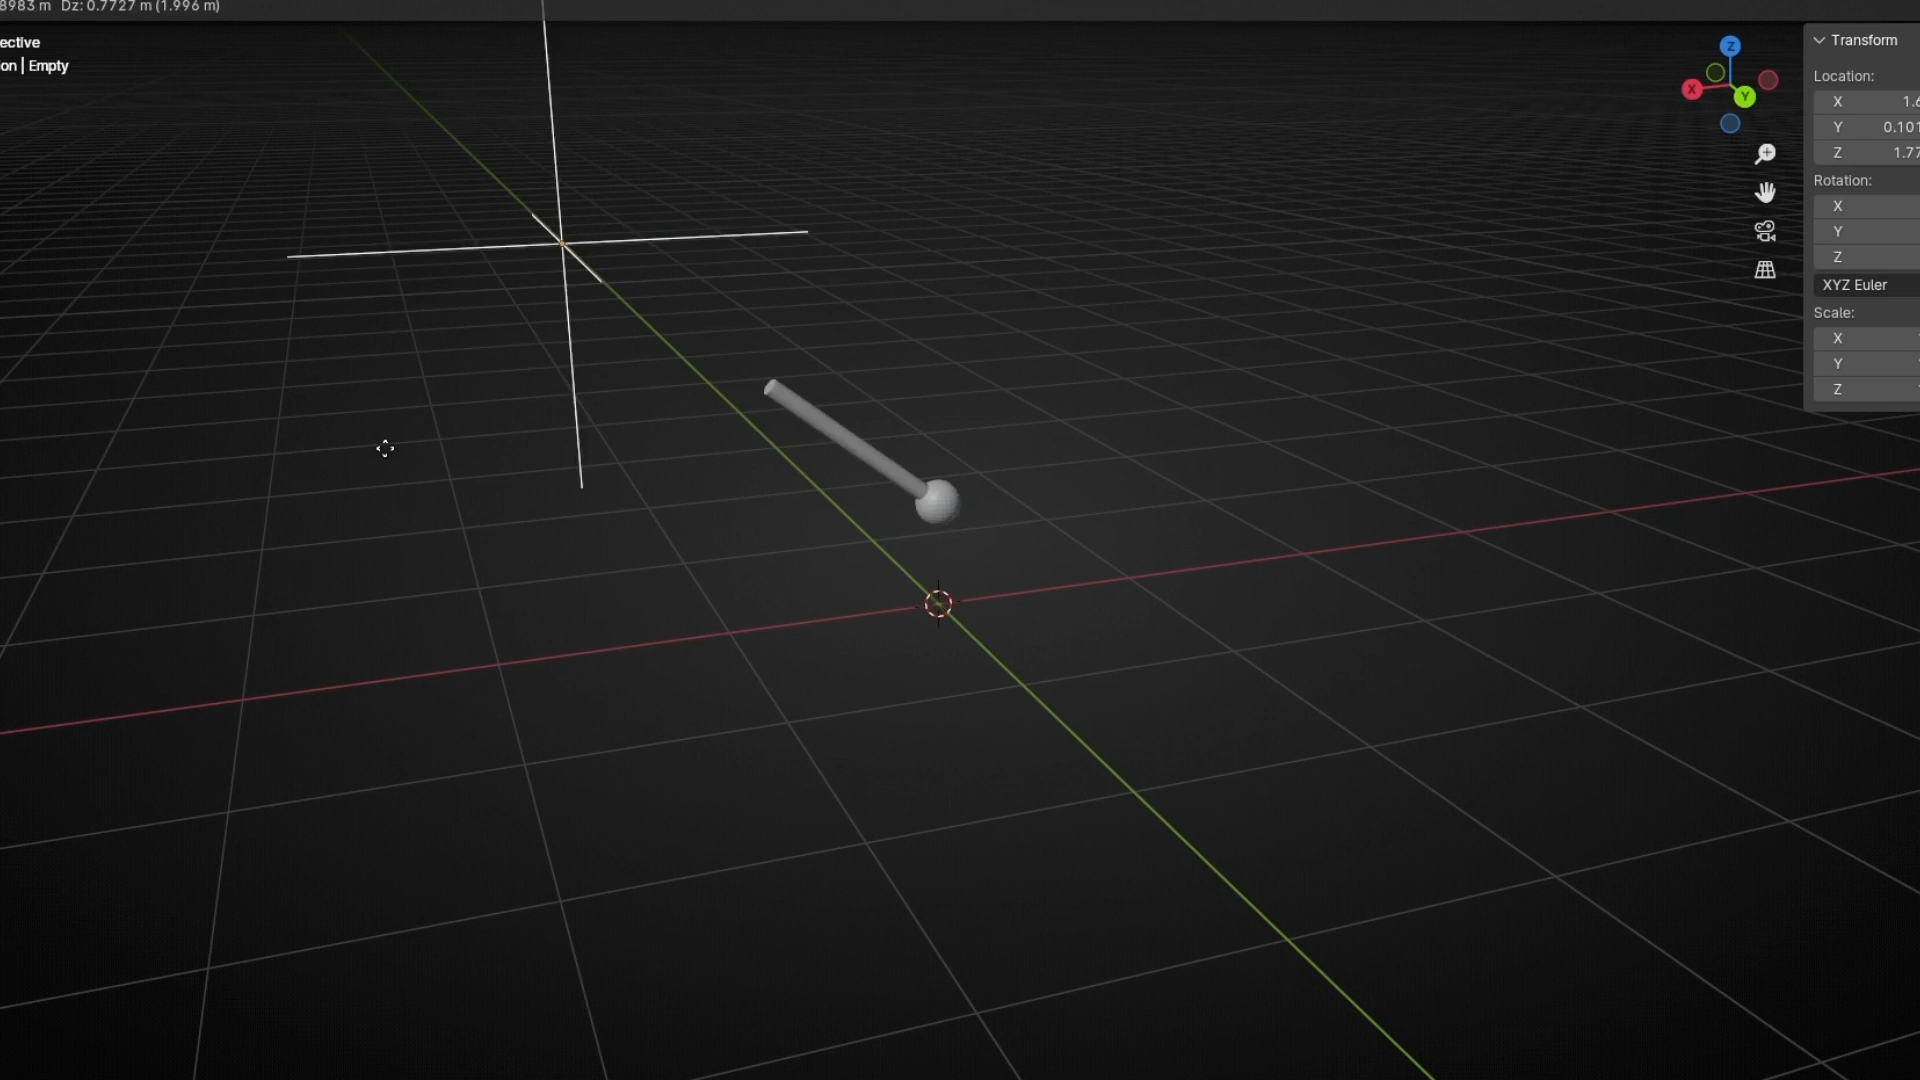 8983 m Dz: 0.7727 m (1.996 m)
ective
on | Empty
Z
X
Y
Transform
Location:
X 1.6
Y 0.101
Z 1.77
Rotation:
X
Y
Z
XYZ Euler
Scale:
X
Y
Z